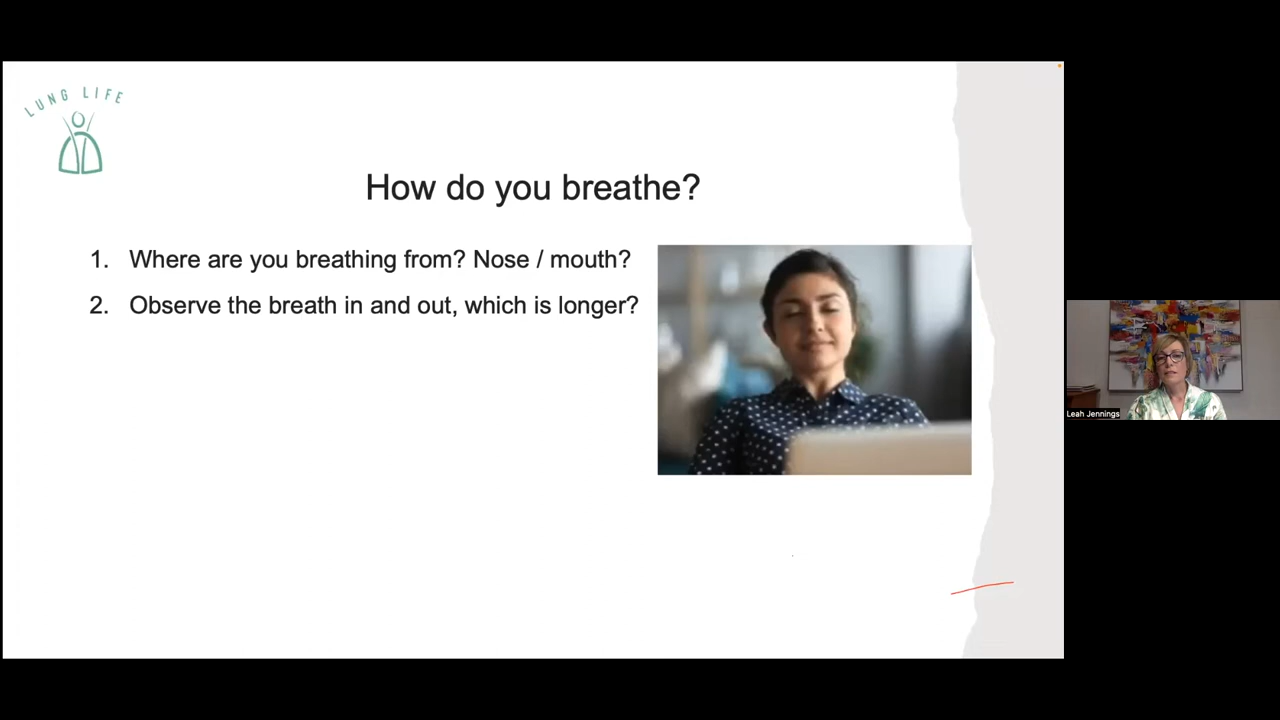 LUNG LIFE
How do you breathe?
1. Where are you breathing from? Nose / mouth?
2. Observe the breath in and out, which is longer?
Leah Jennings